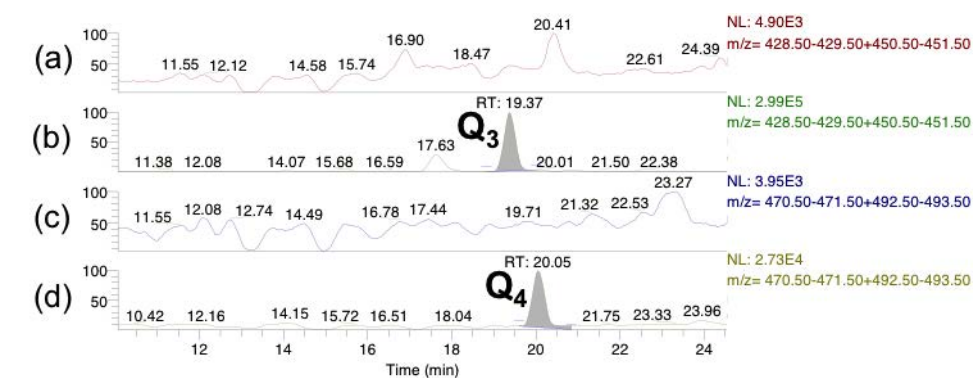 (a)
100
50
11.55 12.12 14.58 15.74 16.90 18.47 20.41 22.61 24.39
NL: 4.90E3
m/z= 428.50-429.50+450.50-451.50
(b)
100
50
11.38 12.08 14.07 15.68 16.59 17.63 Q3 RT: 19.37 20.01 21.50 22.38
NL: 2.99E5
m/z= 428.50-429.50+450.50-451.50
(c)
100
50
11.55 12.08 12.74 14.49 16.78 17.44 19.71 21.32 22.53 23.27
NL: 3.95E3
m/z= 470.50-471.50+492.50-493.50
(d)
100
50
10.42 12.16 14.15 15.72 16.51 18.04 Q4 RT: 20.05 21.75 23.33 23.96
NL: 2.73E4
m/z= 470.50-471.50+492.50-493.50
12 14 16 18 20 22 24
Time (min)